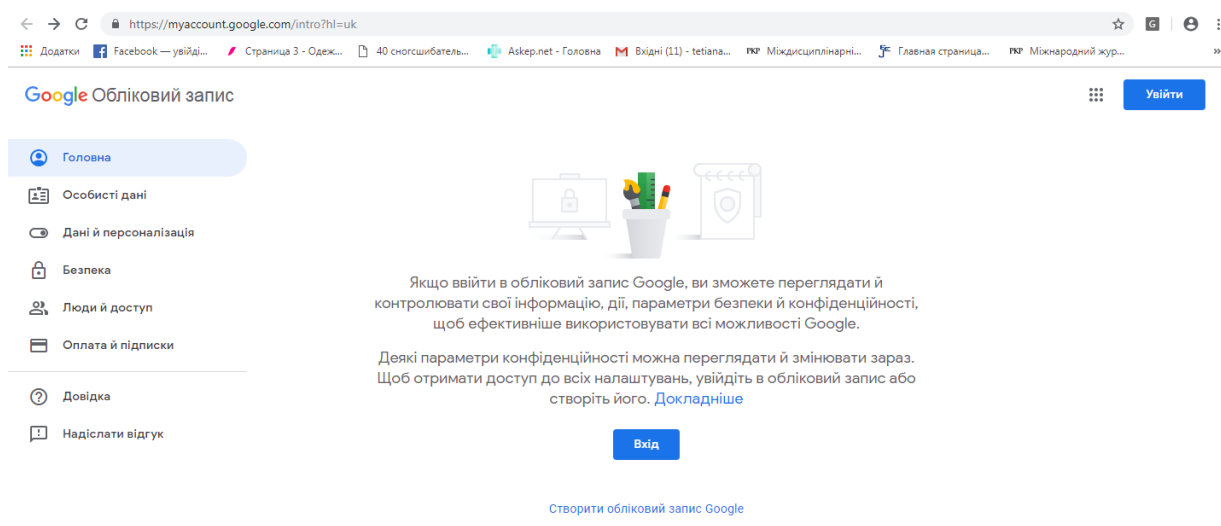 https://myaccount.google.com/intro?hl=uk
G
Додатки Facebook — увійді... Страница 3 - Одеж... 40 сногсшибатель... Askep.net - Головна Вхідні (11) - tetiana... PKP Міждисциплінарні... Главная страница... PKP Міжнародний жур... »
Google Обліковий запис
Увійти
Головна
Особисті дані
Дані й персоналізація
Безпека
Люди й доступ
Оплата й підписки
Довідка
Надіслати відгук
Якщо ввійти в обліковий запис Google, ви зможете переглядати й
контролювати свої інформацію, дії, параметри безпеки й конфіденційності,
щоб ефективніше використовувати всі можливості Google.
Деякі параметри конфіденційності можна переглядати й змінювати зараз.
Щоб отримати доступ до всіх налаштувань, увійдіть в обліковий запис або
створіть його. Докладніше
Вхід
Створити обліковий запис Google